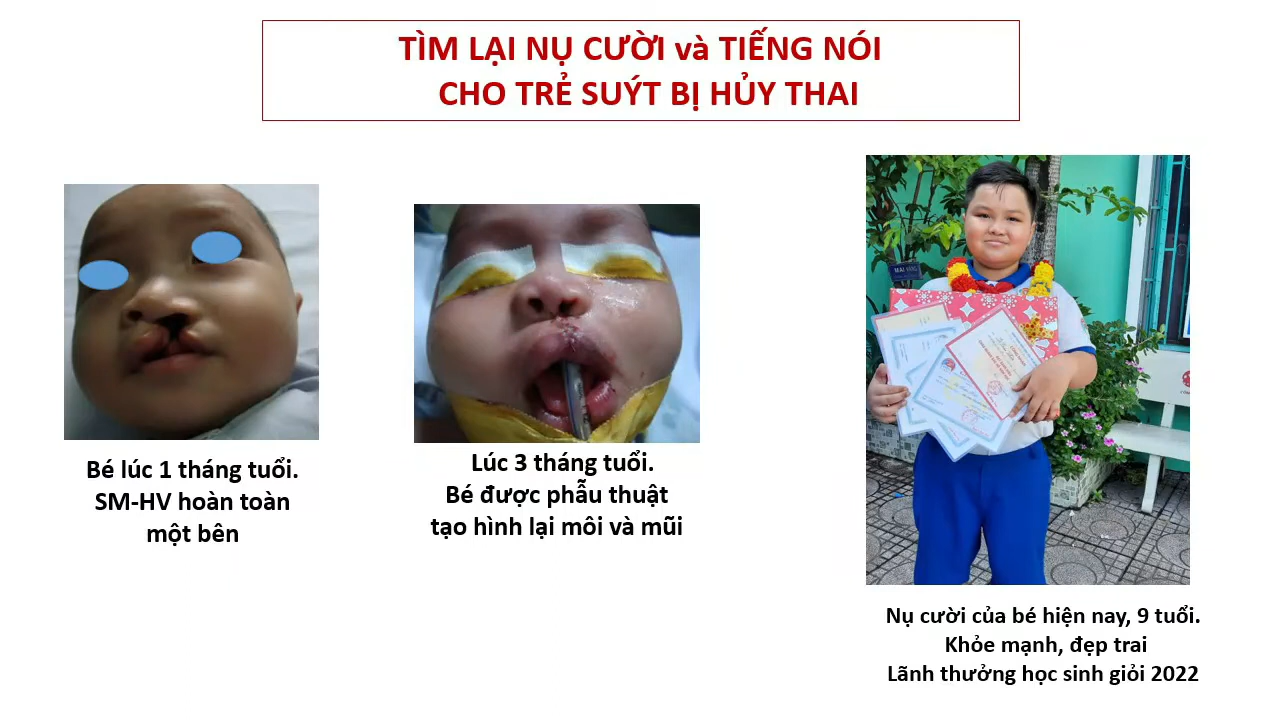 TÌM LẠI NỤ CƯỜI và TIẾNG NÓI
CHO TRẺ SUÝT BỊ HỦY THAI
Bé lúc 1 tháng tuổi.
SM-HV hoàn toàn
một bên
Lúc 3 tháng tuổi.
Bé được phẫu thuật
tạo hình lại môi và mũi
Nụ cười của bé hiện nay, 9 tuổi.
Khỏe mạnh, đẹp trai
Lãnh thưởng học sinh giỏi 2022